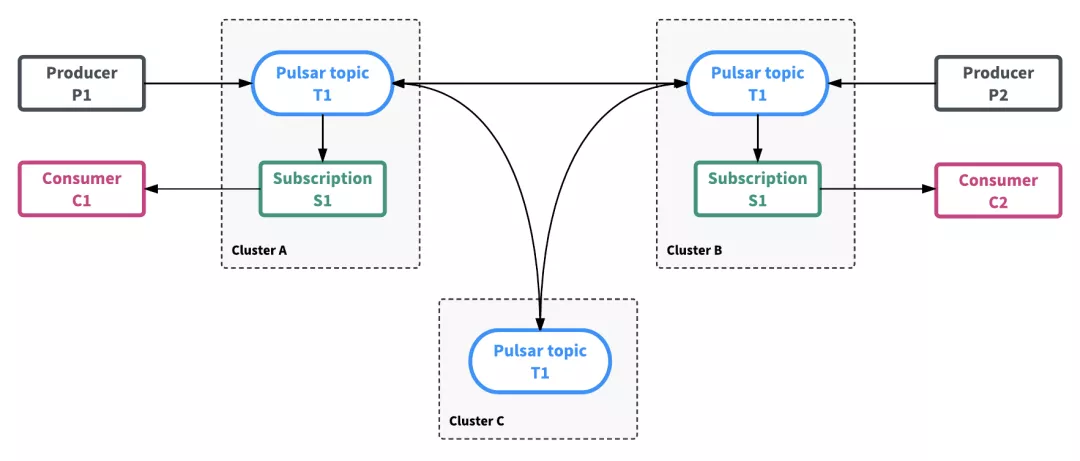 Producer
P1
Pulsar topic
T1
Pulsar topic
T1
Producer
P2
Consumer
C1
Subscription
S1
Subscription
S1
Consumer
C2
Cluster A
Cluster B
Pulsar topic
T1
Cluster C